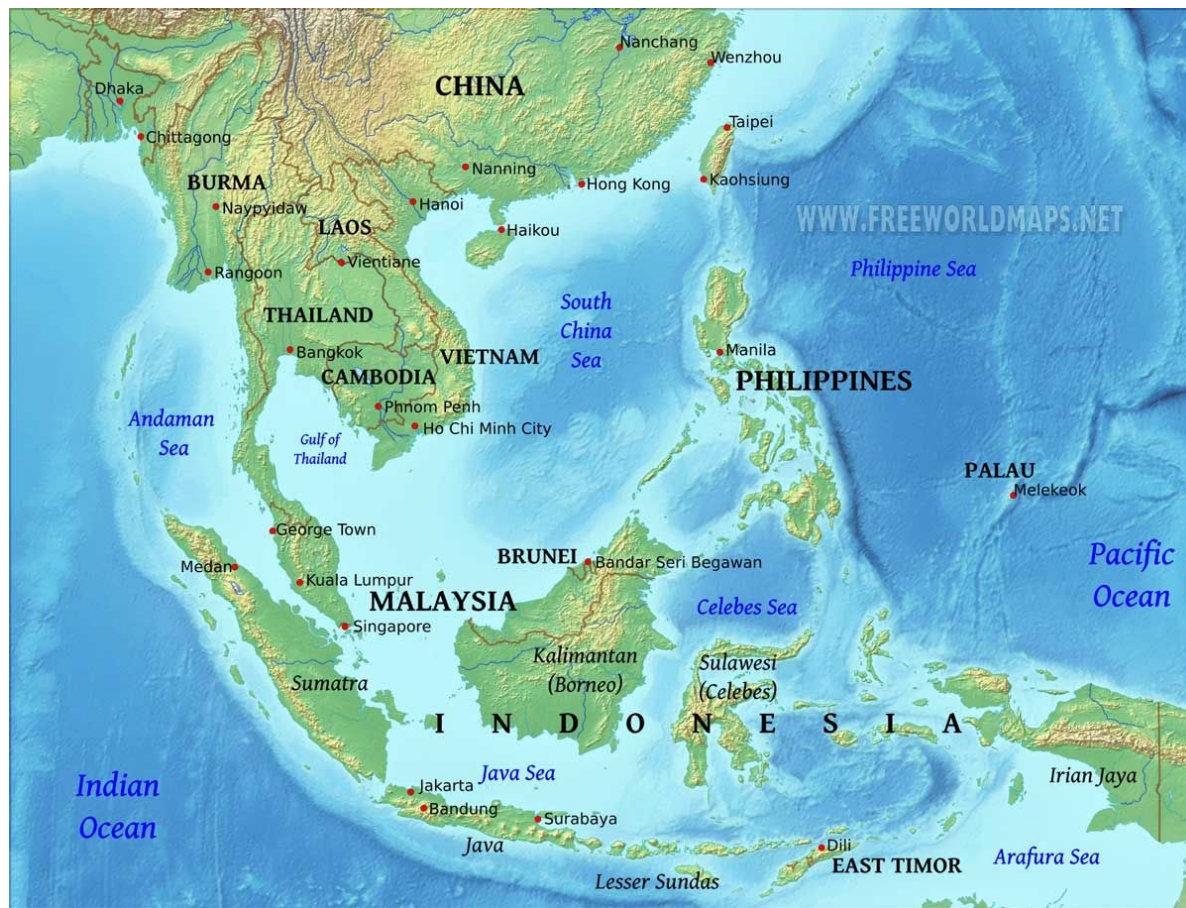 Nanchang
Wenzhou
CHINA
Dhaka
Taipei
Chittagong
Nanning
BURMA
Hong Kong
Kaohsiung
Naypyidaw
Hanoi
WWW.FREEWORLDMAPS.NET
LAOS
Haikou
Vientiane
Rangoon
Philippine Sea
South
China
Sea
THAILAND
Bangkok
VIETNAM
Manila
CAMBODIA
PHILIPPINES
Phnom Penh
Andaman
Sea
Ho Chi Minh City
Gulf of
Thailand
PALAU
Melekeok
George Town
Pacific
Ocean
BRUNEI
Bandar Seri Begawan
Medan
Kuala Lumpur
MALAYSIA
Celebes Sea
Singapore
Kalimantan
(Borneo)
Sulawesi
(Celebes)
Sumatra
INDONESIA
Java Sea
Irian Jaya
Indian
Ocean
Jakarta
Bandung
Surabaya
Java
Dili
EAST TIMOR
Arafura Sea
Lesser Sundas